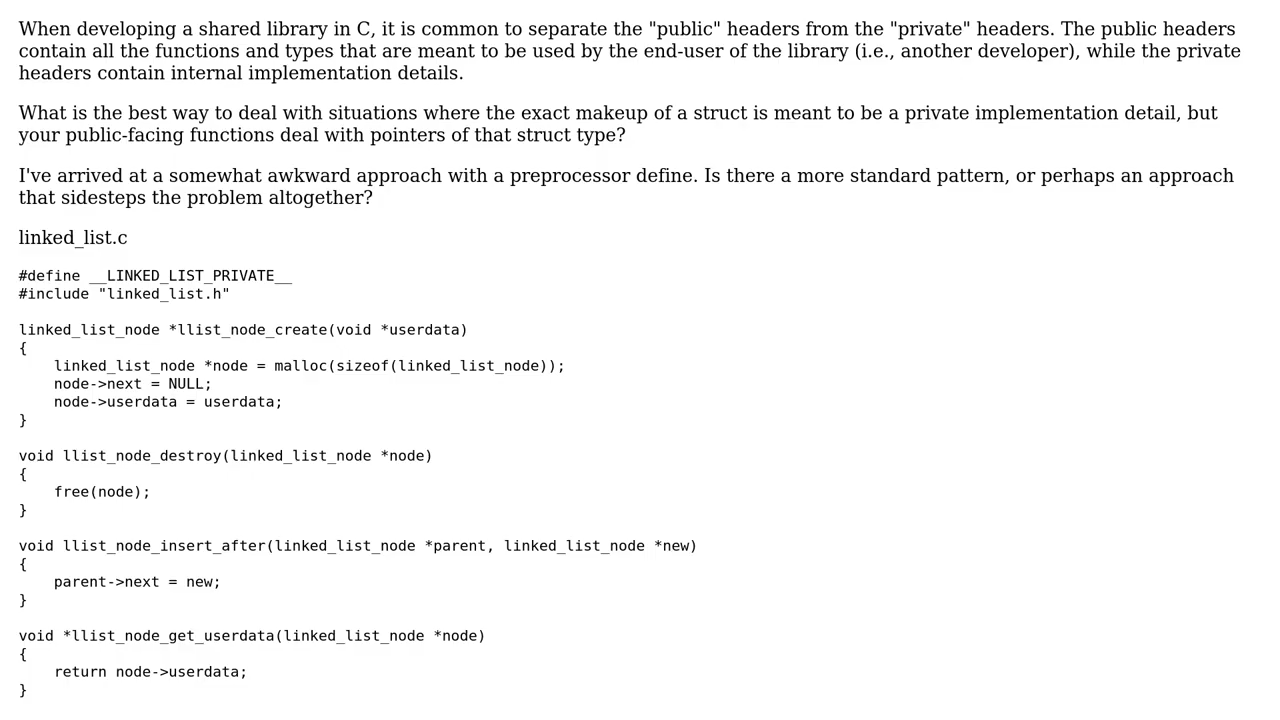 When developing a shared library in C, it is common to separate the "public" headers from the "private" headers. The public headers
contain all the functions and types that are meant to be used by the end-user of the library (i.e., another developer), while the private
headers contain internal implementation details.
What is the best way to deal with situations where the exact makeup of a struct is meant to be a private implementation detail, but
your public-facing functions deal with pointers of that struct type?
I've arrived at a somewhat awkward approach with a preprocessor define. Is there a more standard pattern, or perhaps an approach
that sidesteps the problem altogether?
linked_list.c
#define __LINKED_LIST_PRIVATE__
#include "linked_list.h"
linked_list_node *llist_node_create(void *userdata)
{
    linked_list_node *node = malloc(sizeof(linked_list_node));
    node->next = NULL;
    node->userdata = userdata;
}
void llist_node_destroy(linked_list_node *node)
{
    free(node);
}
void llist_node_insert_after(linked_list_node *parent, linked_list_node *new)
{
    parent->next = new;
}
void *llist_node_get_userdata(linked_list_node *node)
{
    return node->userdata;
}